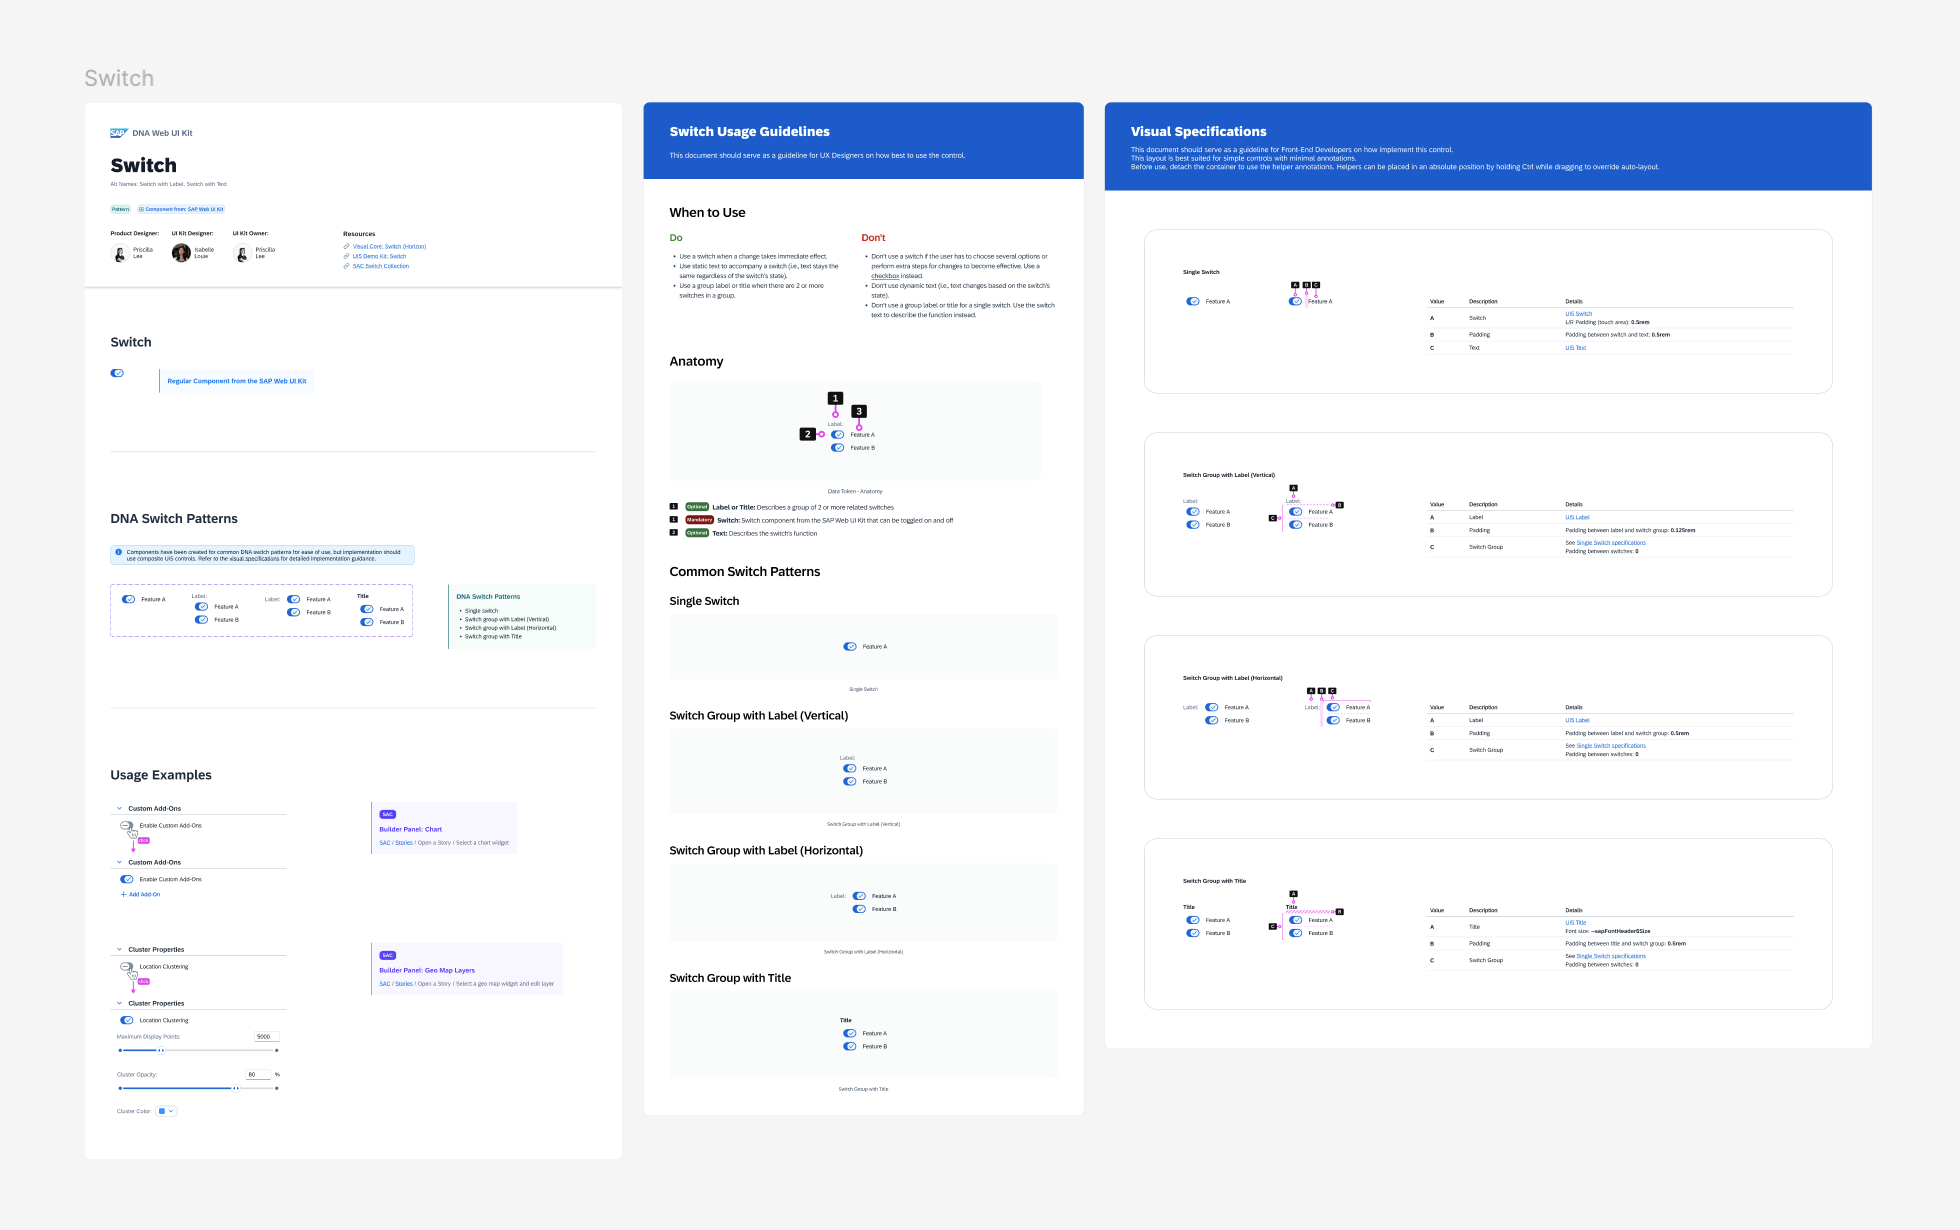 Switch
SAP DNA Web UI Kit
Switch
Alt Names: Switch with Label, Switch with Text
Pattern
Component from: SAP Web UI Kit
Product Designer:
Priscilla
Lee
UI Kit Designer:
Isabelle
Louie
UI Kit Owner:
Priscilla
Lee
Resources
Visual Core: Switch (Horizon)
UI5 Demo Kit: Switch
SAC Switch Collection
Switch
Regular Component from the SAP Web UI Kit
DNA Switch Patterns
Components have been created for common DNA switch patterns for ease of use, but implementation should
use composite UI5 controls. Refer to the visual specifications for detailed implementation guidance.
Feature A
Label:
Feature A
Feature B
Label:
Feature A
Feature B
Title
Feature A
Feature B
DNA Switch Patterns
• Single switch
• Switch group with Label (Vertical)
• Switch group with Label (Horizontal)
• Switch group with Title
Usage Examples
Custom Add-Ons
Enable Custom Add-Ons
Click
Custom Add-Ons
Enable Custom Add-Ons
Add Add-On
SAC
Builder Panel: Chart
SAC / Stories / Open a Story / Select a chart widget
Cluster Properties
Location Clustering
Click
Cluster Properties
Location Clustering
Maximum Display Points:
5000
Cluster Opacity:
80
%
Cluster Color:
SAC
Builder Panel: Geo Map Layers
SAC / Stories / Open a Story / Select a geo map widget and edit layer
Switch Usage Guidelines
This document should serve as a guideline for UX Designers on how best to use the control.
When to Use
Do
• Use a switch when a change takes immediate effect.
• Use static text to accompany a switch (i.e., text stays the
same regardless of the switch's state).
• Use a group label or title when there are 2 or more
switches in a group.
Don't
• Don't use a switch if the user has to choose several options or
perform extra steps for changes to become effective. Use a
checkbox instead.
• Don't use dynamic text (i.e., text changes based on the switch's
state).
• Don't use a group label or title for a single switch. Use the switch
text to describe the function instead.
Anatomy
1
3
Label:
2
Feature A
Feature B
Data Token - Anatomy
1 Optional Label or Title: Describes a group of 2 or more related switches
1 Mandatory Switch: Switch component from the SAP Web UI Kit that can be toggled on and off
2 Optional Text: Describes the switch's function
Common Switch Patterns
Single Switch
Feature A
Single Switch
Switch Group with Label (Vertical)
Label:
Feature A
Feature B
Switch Group with Label (Vertical)
Switch Group with Label (Horizontal)
Label:
Feature A
Feature B
Switch Group with Label (Horizontal)
Switch Group with Title
Title
Feature A
Feature B
Switch Group with Title
Visual Specifications
This document should serve as a guideline for Front-End Developers on how implement this control.
This layout is best suited for simple controls with minimal annotations.
Before use, detach the container to use the helper annotations. Helpers can be placed in an absolute position by holding Ctrl while dragging to override auto-layout.
Single Switch
Feature A
A B C
Feature A
Value Description Details
A Switch UI5 Switch
L/R Padding (touch area): 0.5rem
B Padding Padding between switch and text: 0.5rem
C Text UI5 Text
Switch Group with Label (Vertical)
Label:
Feature A
Feature B
A
Label:
B
Feature A
C
Feature B
Value Description Details
A Label UI5 Label
B Padding Padding between label and switch group: 0.125rem
C Switch Group See Single Switch specifications
Padding between switches: 0
Switch Group with Label (Horizontal)
Label:
Feature A
Feature B
A B C
Label:
Feature A
Feature B
Value Description Details
A Label UI5 Label
B Padding Padding between label and switch group: 0.5rem
C Switch Group See Single Switch specifications
Padding between switches: 0
Switch Group with Title
Title
Feature A
Feature B
A
Title
B
Feature A
C
Feature B
Value Description Details
A Title UI5 Title
Font size: --sapFontHeader6Size
B Padding Padding between title and switch group: 0.5rem
C Switch Group See Single Switch specifications
Padding between switches: 0